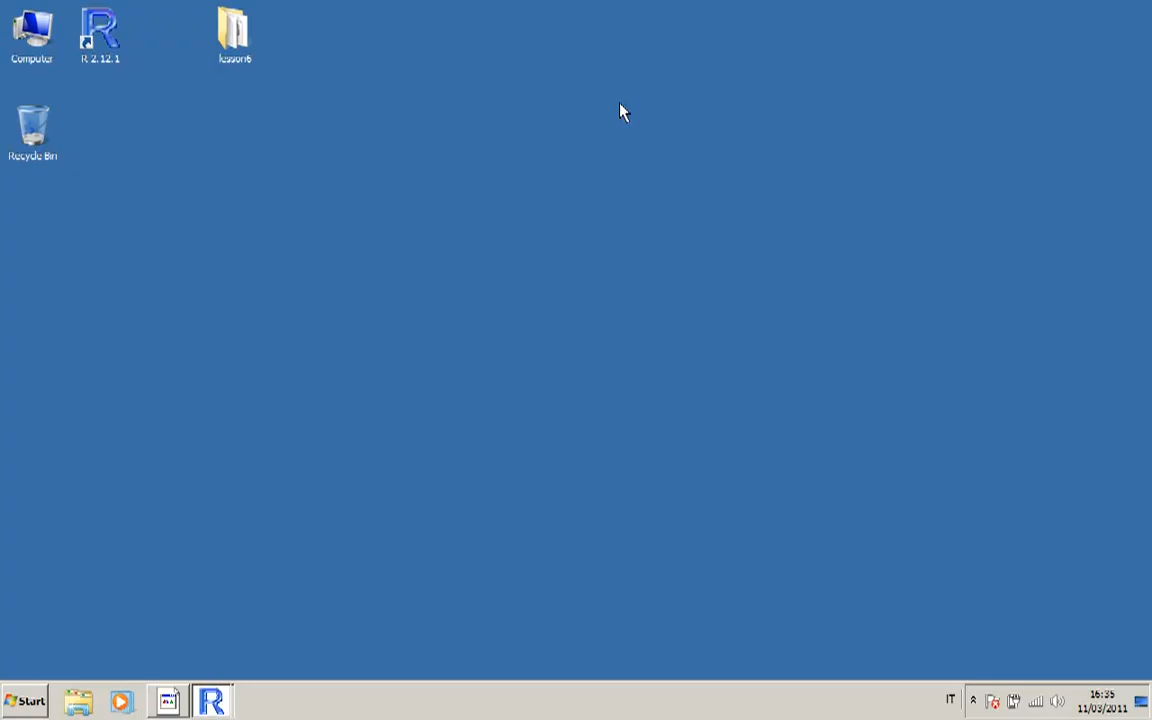 Computer
R 2.12.1
lesson6
Recycle Bin
Start
IT
16:35
11/03/2011